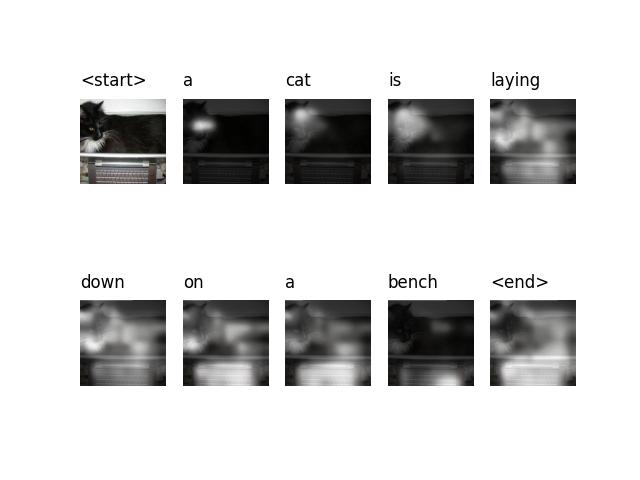 <start> a cat is laying
down on a bench <end>